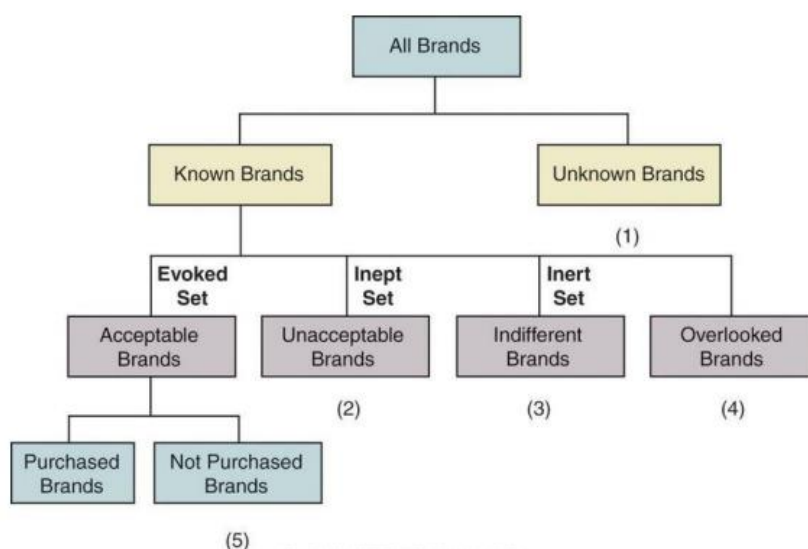 All Brands
Known Brands
Unknown Brands
(1)
Evoked
Set
Inept
Set
Inert
Set
Acceptable
Brands
Unacceptable
Brands
Indifferent
Brands
Overlooked
Brands
(2)
(3)
(4)
Purchased
Brands
Not Purchased
Brands
(5)